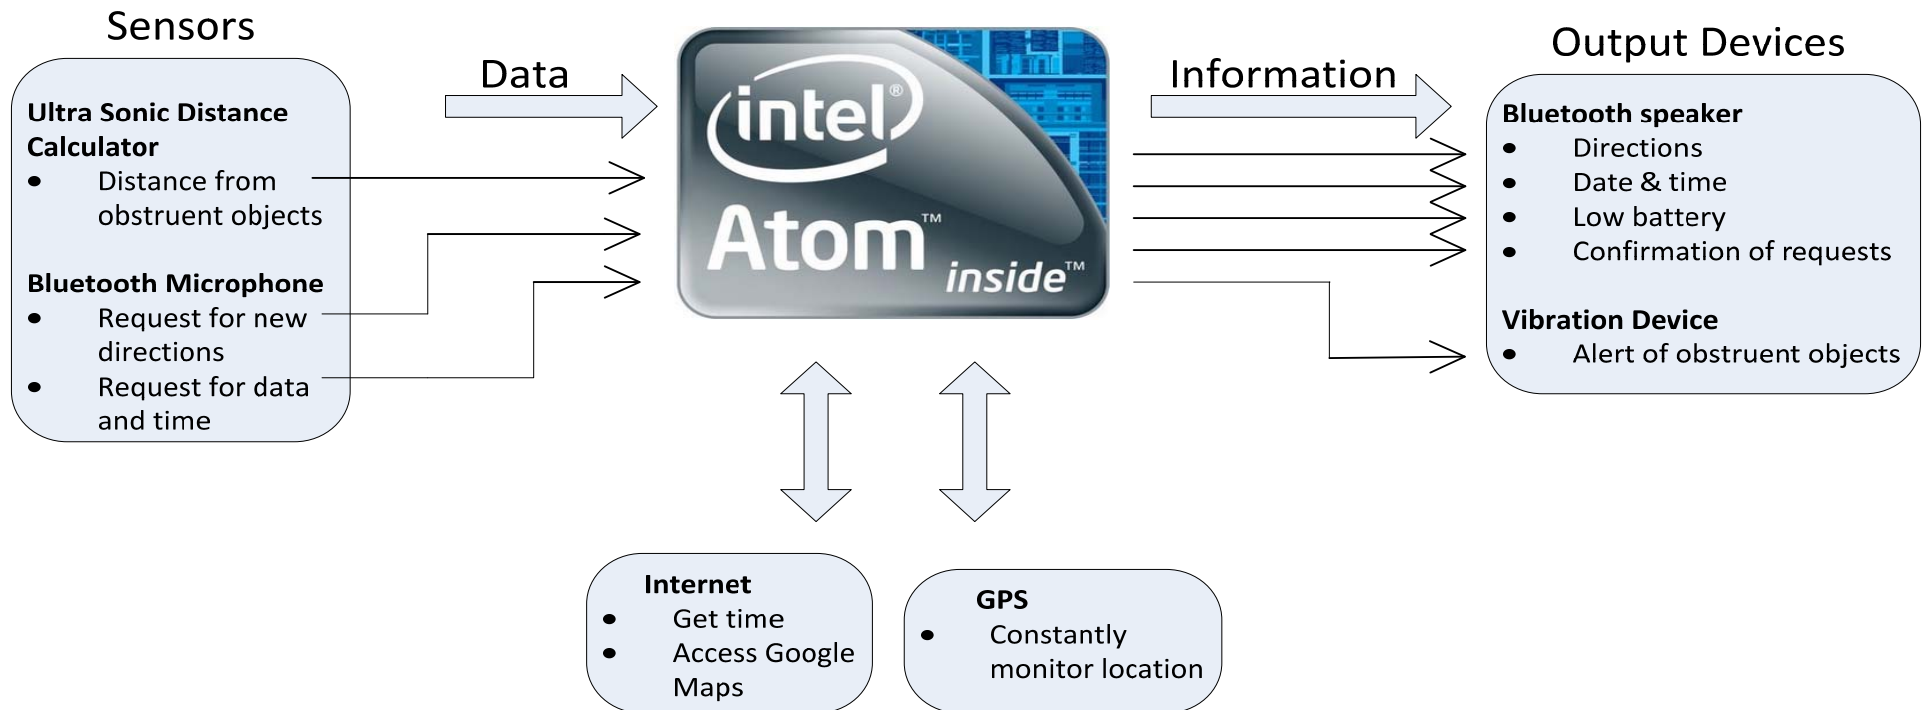 Sensors
Ultra Sonic Distance
Calculator
• Distance from
obstruent objects
Bluetooth Microphone
• Request for new
directions
• Request for data
and time
Data
intel®
Atom™
inside™
Information
Output Devices
Bluetooth speaker
• Directions
• Date & time
• Low battery
• Confirmation of requests
Vibration Device
• Alert of obstruent objects
Internet
• Get time
• Access Google
Maps
GPS
• Constantly
monitor location